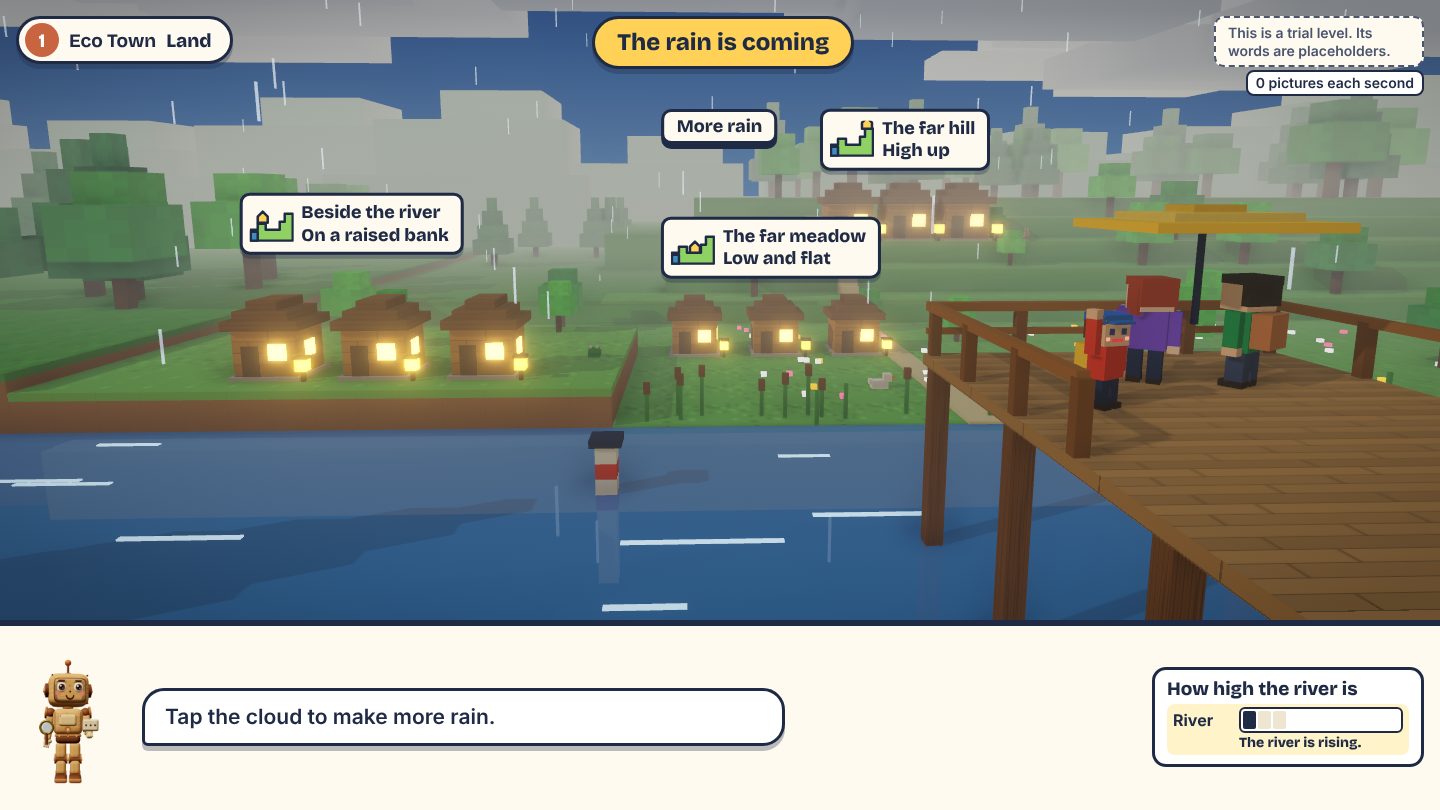 1 Eco Town Land
The rain is coming
This is a trial level. Its
words are placeholders.
0 pictures each second
More rain
The far hill
High up
Beside the river
On a raised bank
The far meadow
Low and flat
Tap the cloud to make more rain.
How high the river is
River
The river is rising.